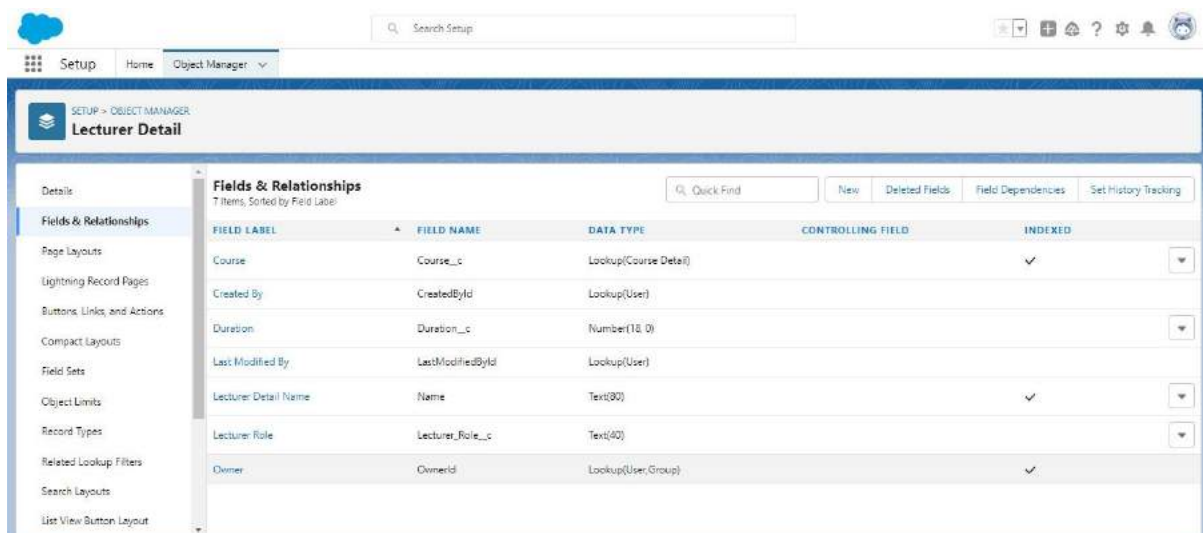 Search Setup
Setup Home Object Manager
SETUP > OBJECT MANAGER
Lecturer Detail
Details
Fields & Relationships
Page Layouts
Lightning Record Pages
Buttons, Links, and Actions
Compact Layouts
Field Sets
Object Limits
Record Types
Related Lookup Filters
Search Layouts
List View Button Layout
Fields & Relationships
7 Items, Sorted by Field Label
Quick Find New Deleted Fields Field Dependencies Set History Tracking
FIELD LABEL FIELD NAME DATA TYPE CONTROLLING FIELD INDEXED
Course Course__c Lookup(Course Detail)
Created By CreatedById Lookup(User)
Duration Duration__c Number(18, 0)
Last Modified By LastModifiedById Lookup(User)
Lecturer Detail Name Name Text(80)
Lecturer Role Lecturer_Role__c Text(40)
Owner OwnerId Lookup(User,Group)